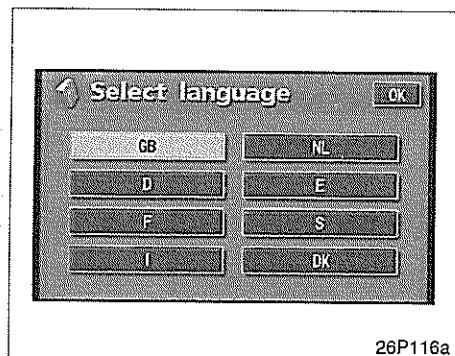 Select language OK
GB NL
D E
F S
I DK
26P116a